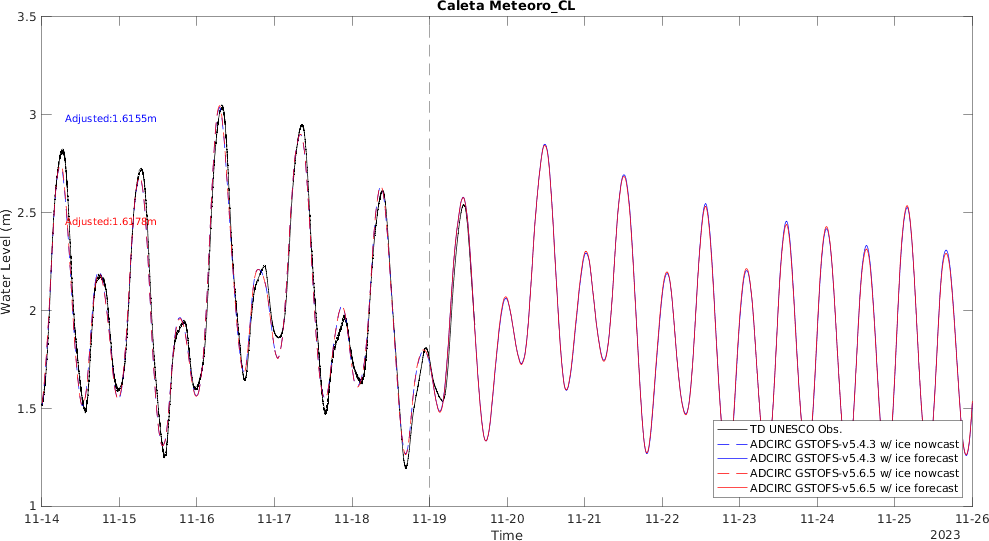 Caleta Meteoro_CL
3.5
3
2.5
2
1.5
1
Water Level (m)
Adjusted:1.6155m
Adjusted:1.6178m
TD UNESCO Obs.
ADCIRC GSTOFS-v5.4.3 w/ ice nowcast
ADCIRC GSTOFS-v5.4.3 w/ ice forecast
ADCIRC GSTOFS-v5.6.5 w/ ice nowcast
ADCIRC GSTOFS-v5.6.5 w/ ice forecast
11-14 11-15 11-16 11-17 11-18 11-19 11-20 11-21 11-22 11-23 11-24 11-25 11-26
Time
2023